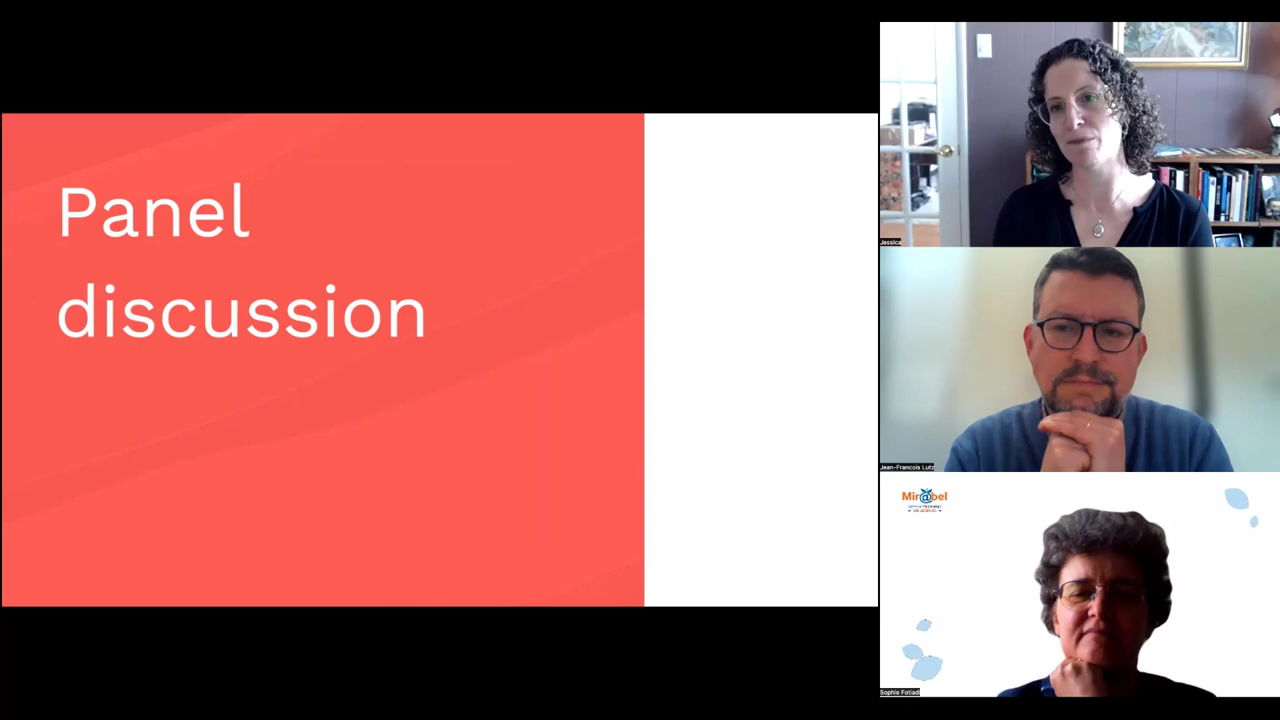 Panel
discussion
Jessica
Jean-Francois Lutz
Mir@bel
Sophie Fotiadi